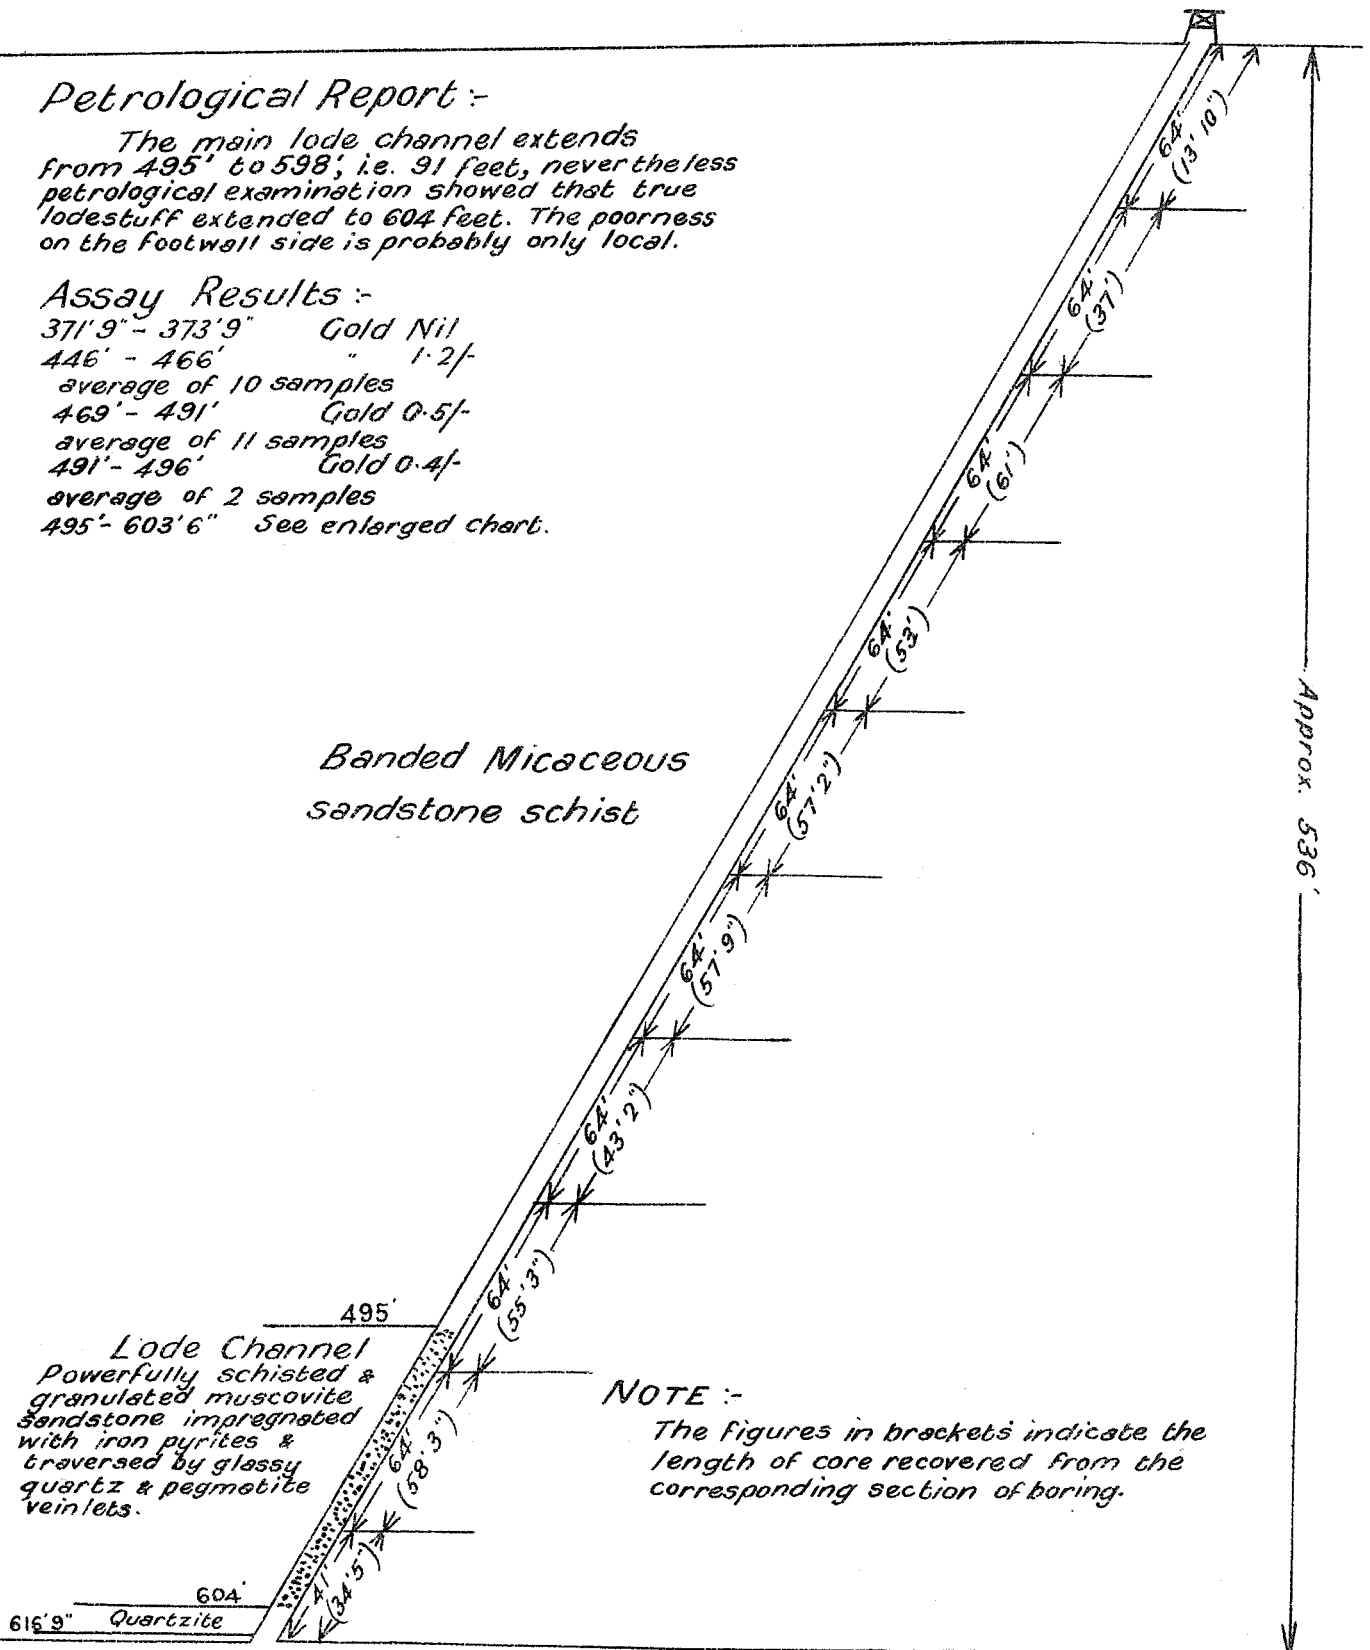 Petrological Report :-
The main lode channel extends
from 495' to 598', i.e. 91 feet, nevertheless
petrological examination showed that true
lodestuff extended to 604 feet. The poorness
on the footwall side is probably only local.
Assay Results :-
371'9" - 373'9" Gold Nil
446' - 466' " 1·2/-
average of 10 samples
469' - 491' Gold 0·5/-
average of 11 samples
491' - 496' Gold 0·4/-
average of 2 samples
495' - 603'6" See enlarged chart.
64'
(13' 10")
64'
(37')
64'
(61')
64'
(53')
64'
(57'2")
64'
(57'9")
64'
(43'2")
64'
(55'3")
64'
(58'3")
41'
(34'5")
Approx. 536'
Banded Micaceous
sandstone schist
495'
Lode Channel
Powerfully schisted &
granulated muscovite
sandstone impregnated
with iron pyrites &
traversed by glassy
quartz & pegmatite
veinlets.
NOTE :-
The figures in brackets indicate the
length of core recovered from the
corresponding section of boring.
604'
616'9" Quartzite